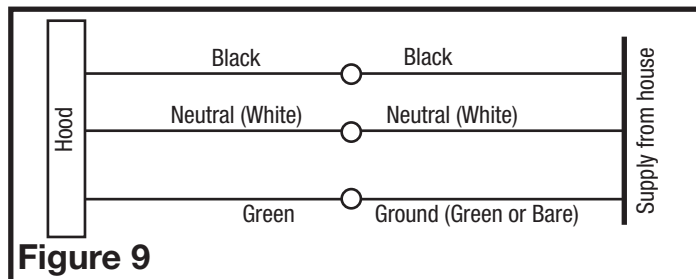 Black Black
Neutral (White) Neutral (White)
Hood
Supply from house
Green Ground (Green or Bare)
Figure 9